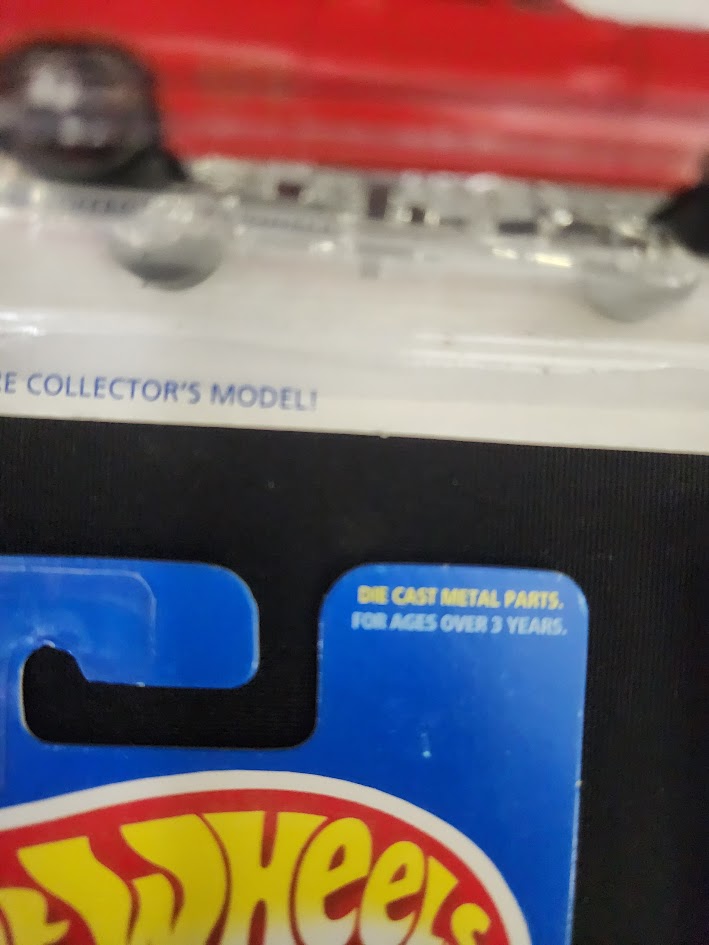 COLLECTOR'S MODEL!
DIE CAST METAL PARTS.
FOR AGES OVER 3 YEARS.
WHEELS